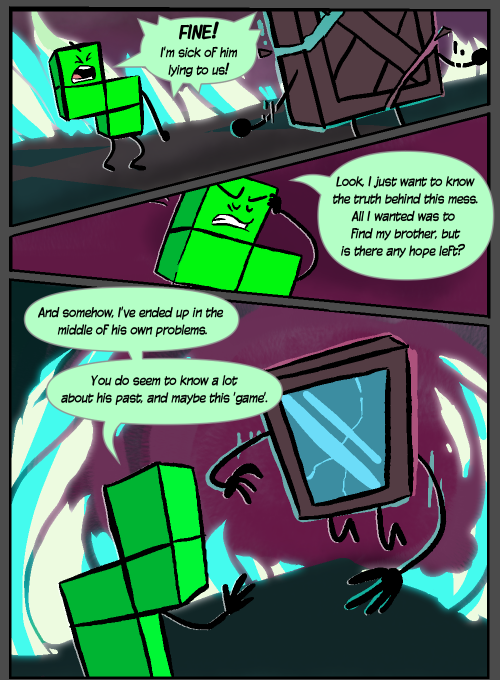 FINE!
I'm sick of him
lying to us!
Look, I just want to know
the truth behind this mess.
All I wanted was to
Find my brother, but
is there any hope left?
And somehow, I've ended up in the
middle of his own problems.
You do seem to know a lot
about his past, and maybe this 'game'.